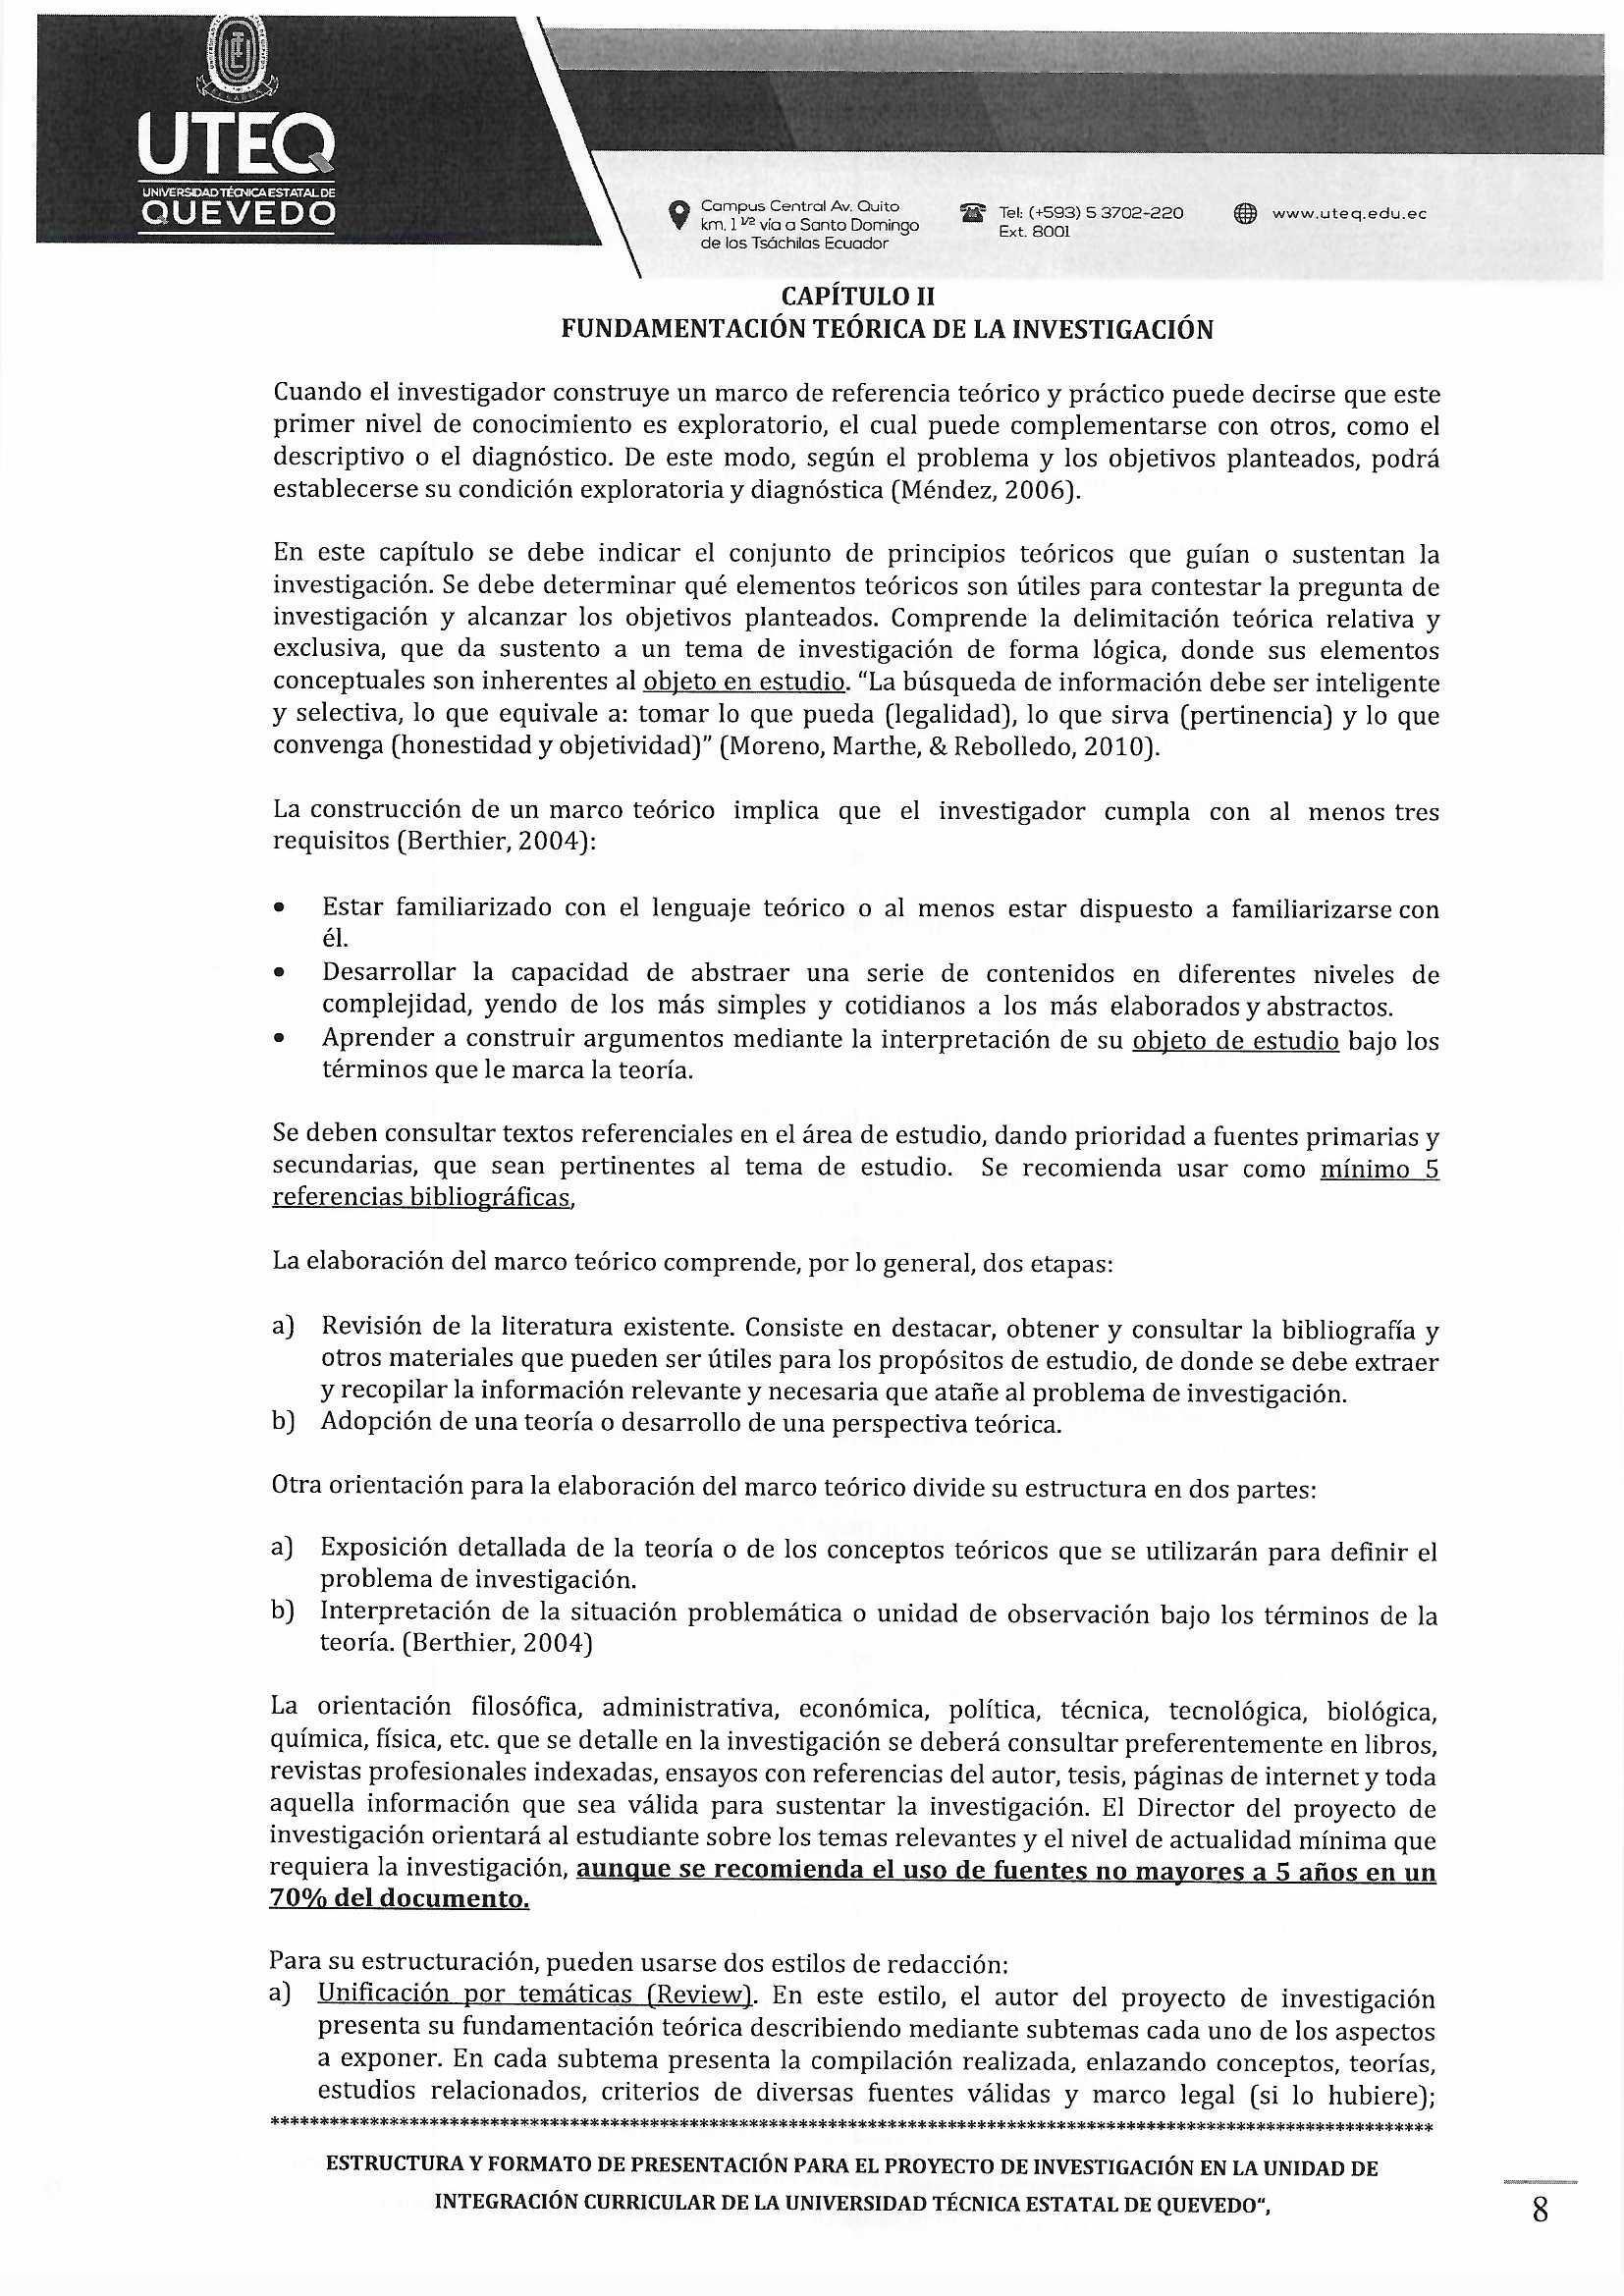 UTEQ
UNIVERSIDAD TÉCNICA ESTATAL DE
QUEVEDO
Campus Central Av. Quito
km. 1 1/2 vía a Santo Domingo
de los Tsáchilas Ecuador
Tel: (+593) 5 3702-220
Ext. 8001
www.uteq.edu.ec
CAPÍTULO II
FUNDAMENTACIÓN TEÓRICA DE LA INVESTIGACIÓN
Cuando el investigador construye un marco de referencia teórico y práctico puede decirse que este
primer nivel de conocimiento es exploratorio, el cual puede complementarse con otros, como el
descriptivo o el diagnóstico. De este modo, según el problema y los objetivos planteados, podrá
establecerse su condición exploratoria y diagnóstica (Méndez, 2006).
En este capítulo se debe indicar el conjunto de principios teóricos que guían o sustentan la
investigación. Se debe determinar qué elementos teóricos son útiles para contestar la pregunta de
investigación y alcanzar los objetivos planteados. Comprende la delimitación teórica relativa y
exclusiva, que da sustento a un tema de investigación de forma lógica, donde sus elementos
conceptuales son inherentes al objeto en estudio. “La búsqueda de información debe ser inteligente
y selectiva, lo que equivale a: tomar lo que pueda (legalidad), lo que sirva (pertinencia) y lo que
convenga (honestidad y objetividad)” (Moreno, Marthe, & Rebolledo, 2010).
La construcción de un marco teórico implica que el investigador cumpla con al menos tres
requisitos (Berthier, 2004):
• Estar familiarizado con el lenguaje teórico o al menos estar dispuesto a familiarizarse con
él.
• Desarrollar la capacidad de abstraer una serie de contenidos en diferentes niveles de
complejidad, yendo de los más simples y cotidianos a los más elaborados y abstractos.
• Aprender a construir argumentos mediante la interpretación de su objeto de estudio bajo los
términos que le marca la teoría.
Se deben consultar textos referenciales en el área de estudio, dando prioridad a fuentes primarias y
secundarias, que sean pertinentes al tema de estudio. Se recomienda usar como mínimo 5
referencias bibliográficas,
La elaboración del marco teórico comprende, por lo general, dos etapas:
a) Revisión de la literatura existente. Consiste en destacar, obtener y consultar la bibliografía y
otros materiales que pueden ser útiles para los propósitos de estudio, de donde se debe extraer
y recopilar la información relevante y necesaria que atañe al problema de investigación.
b) Adopción de una teoría o desarrollo de una perspectiva teórica.
Otra orientación para la elaboración del marco teórico divide su estructura en dos partes:
a) Exposición detallada de la teoría o de los conceptos teóricos que se utilizarán para definir el
problema de investigación.
b) Interpretación de la situación problemática o unidad de observación bajo los términos de la
teoría. (Berthier, 2004)
La orientación filosófica, administrativa, económica, política, técnica, tecnológica, biológica,
química, física, etc. que se detalle en la investigación se deberá consultar preferentemente en libros,
revistas profesionales indexadas, ensayos con referencias del autor, tesis, páginas de internet y toda
aquella información que sea válida para sustentar la investigación. El Director del proyecto de
investigación orientará al estudiante sobre los temas relevantes y el nivel de actualidad mínima que
requiera la investigación, aunque se recomienda el uso de fuentes no mayores a 5 años en un
70% del documento.
Para su estructuración, pueden usarse dos estilos de redacción:
a) Unificación por temáticas (Review). En este estilo, el autor del proyecto de investigación
presenta su fundamentación teórica describiendo mediante subtemas cada uno de los aspectos
a exponer. En cada subtema presenta la compilación realizada, enlazando conceptos, teorías,
estudios relacionados, criterios de diversas fuentes válidas y marco legal (si lo hubiere);
ESTRUCTURA Y FORMATO DE PRESENTACIÓN PARA EL PROYECTO DE INVESTIGACIÓN EN LA UNIDAD DE
INTEGRACIÓN CURRICULAR DE LA UNIVERSIDAD TÉCNICA ESTATAL DE QUEVEDO“,
8